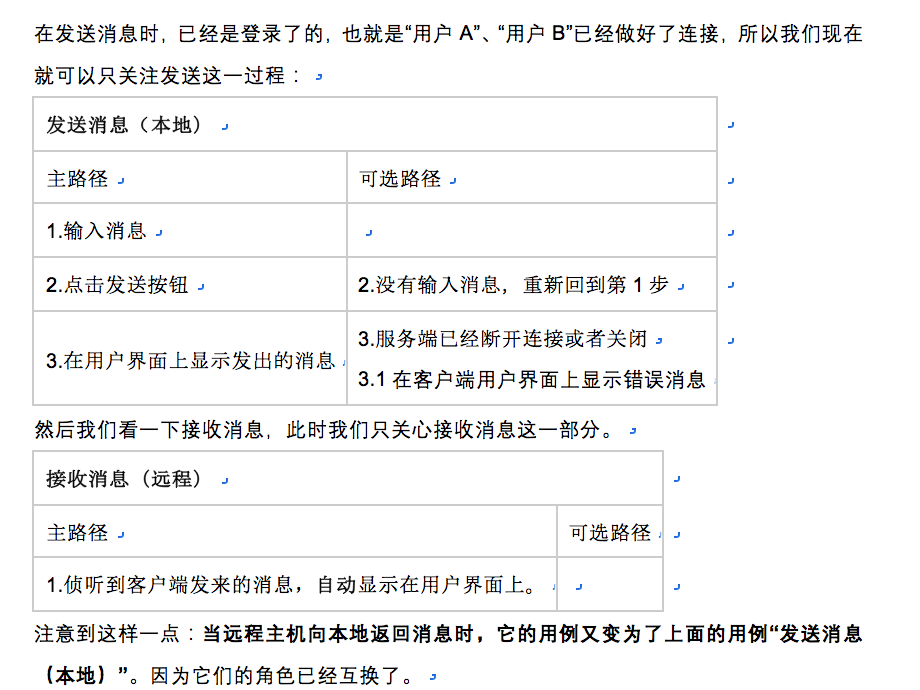 在发送消息时，已经是登录了的，也就是“用户 A”、“用户 B”已经做好了连接，所以我们现在
就可以只关注发送这一过程：
发送消息（本地）
主路径 可选路径
1.输入消息
2.点击发送按钮 2.没有输入消息，重新回到第 1 步
3.在用户界面上显示发出的消息 3.服务端已经断开连接或者关闭
3.1 在客户端用户界面上显示错误消息
然后我们看一下接收消息，此时我们只关心接收消息这一部分。
接收消息（远程）
主路径 可选路径
1.侦听到客户端发来的消息，自动显示在用户界面上。
注意到这样一点：当远程主机向本地返回消息时，它的用例又变为了上面的用例“发送消息
（本地）”。因为它们的角色已经互换了。